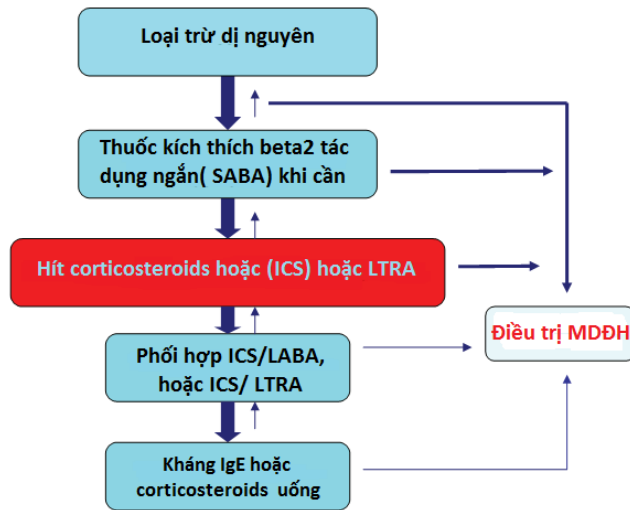 Loại trừ dị nguyên
Thuốc kích thích beta2 tác
dụng ngắn( SABA) khi cần
Hít corticosteroids hoặc (ICS) hoặc LTRA
Điều trị MDĐH
Phối hợp ICS/LABA,
hoặc ICS/ LTRA
Kháng IgE hoặc
corticosteroids uống